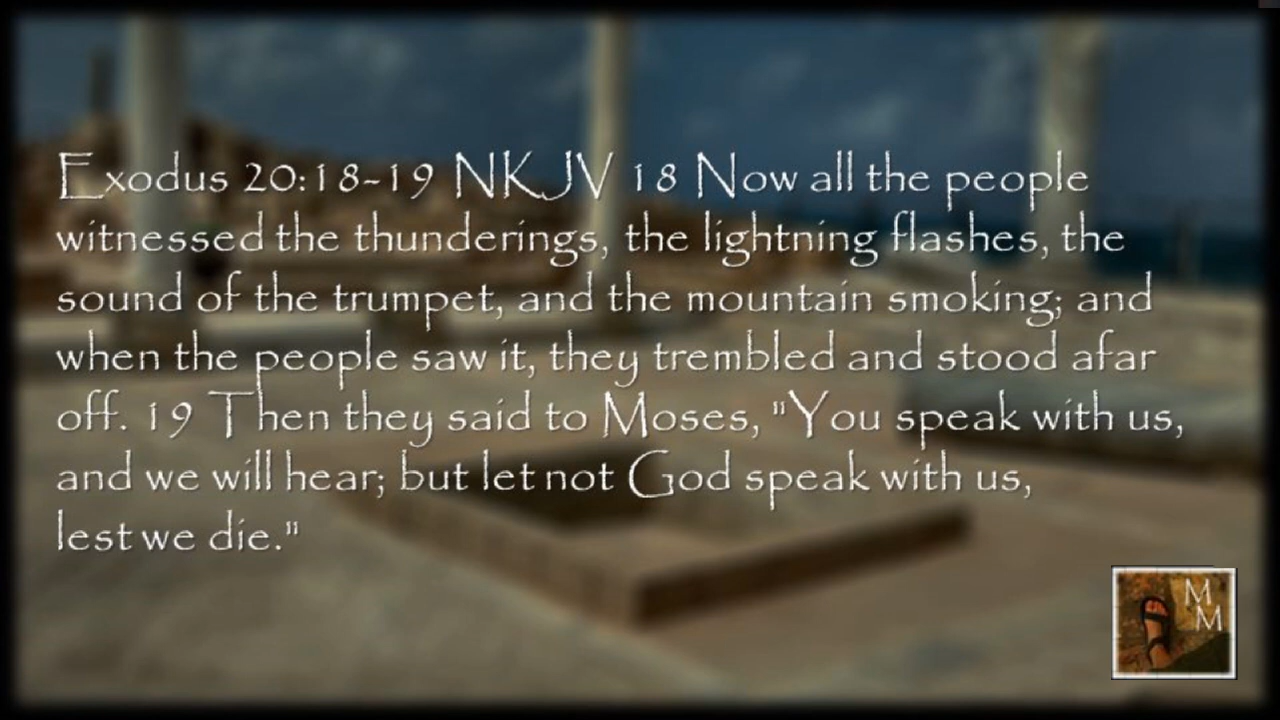 Exodus 20:18-19 NKJV 18 Now all the people
witnessed the thunderings, the lightning flashes, the
sound of the trumpet, and the mountain smoking; and
when the people saw it, they trembled and stood afar
off. 19 Then they said to Moses, "You speak with us,
and we will hear; but let not God speak with us,
lest we die."
M
M